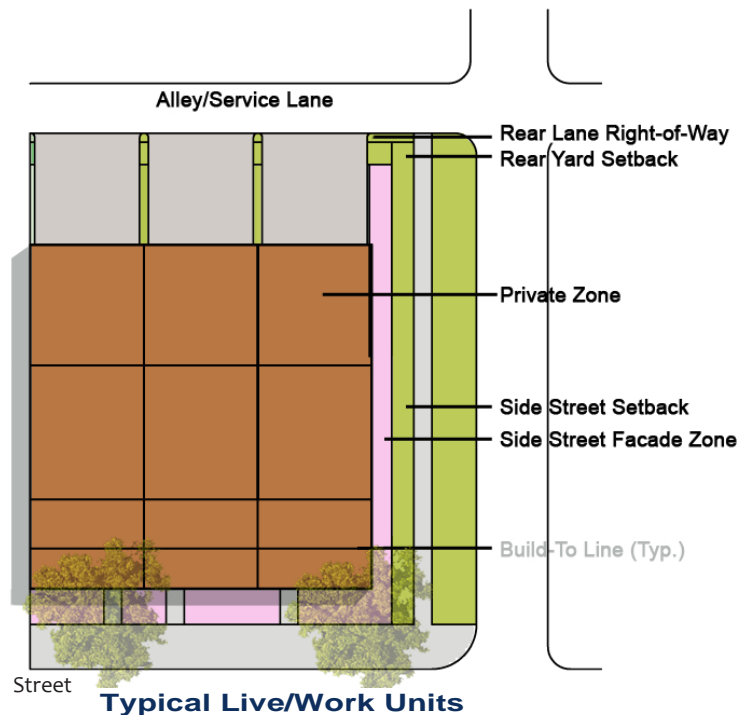 Alley/Service Lane
Rear Lane Right-of-Way
Rear Yard Setback
Private Zone
Side Street Setback
Side Street Facade Zone
Build-To Line (Typ.)
Street
Typical Live/Work Units